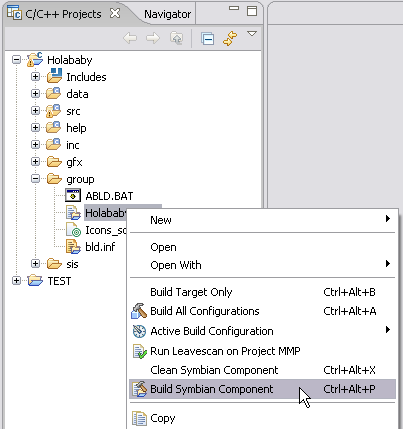 C/C++ Projects
Navigator
Holababy
Includes
data
src
help
inc
gfx
group
ABLD.BAT
Holababy
Icons_sc
bld.inf
sis
TEST
New
Open
Open With
Build Target Only Ctrl+Alt+B
Build All Configurations Ctrl+Alt+A
Active Build Configuration
Run Leavescan on Project MMP
Clean Symbian Component Ctrl+Alt+X
Build Symbian Component Ctrl+Alt+P
Copy